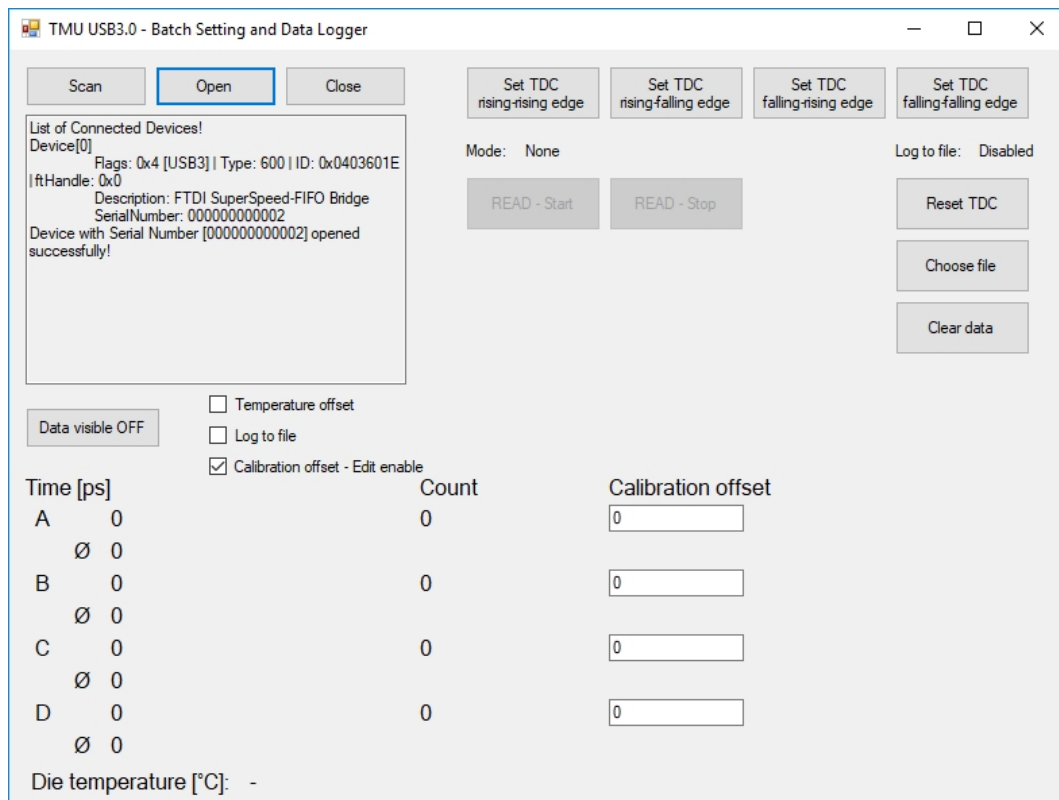 TMU USB3.0 - Batch Setting and Data Logger
Scan
Open
Close
Set TDC
rising-rising edge
Set TDC
rising-falling edge
Set TDC
falling-rising edge
Set TDC
falling-falling edge
List of Connected Devices!
Device[0]
Flags: 0x4 [USB3] | Type: 600 | ID: 0x0403601E
| ftHandle: 0x0
Description: FTDI SuperSpeed-FIFO Bridge
SerialNumber: 000000000002
Device with Serial Number [000000000002] opened
successfully!
Mode: None
Log to file: Disabled
READ - Start
READ - Stop
Reset TDC
Choose file
Clear data
Data visible OFF
Temperature offset
Log to file
Calibration offset - Edit enable
Time [ps] Count Calibration offset
A 0 0 0
Ø 0
B 0 0 0
Ø 0
C 0 0 0
Ø 0
D 0 0 0
Ø 0
Die temperature [°C]: -